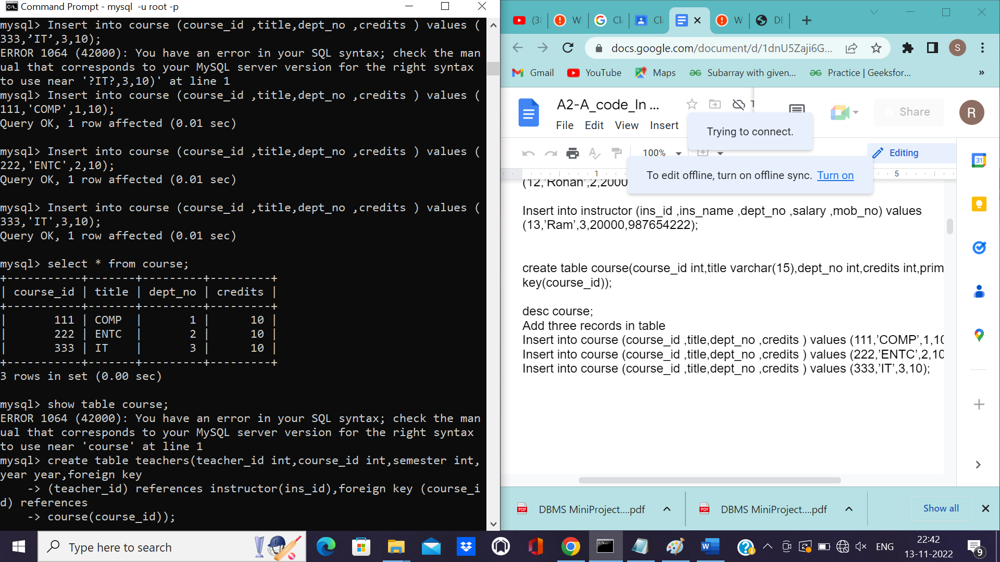 Command Prompt - mysql  -u root -p
mysql> Insert into course (course_id ,title,dept_no ,credits ) values (
333,’IT’,3,10);
ERROR 1064 (42000): You have an error in your SQL syntax; check the man
ual that corresponds to your MySQL server version for the right syntax
to use near '?IT?,3,10)' at line 1
mysql> Insert into course (course_id ,title,dept_no ,credits ) values (
111,'COMP',1,10);
Query OK, 1 row affected (0.01 sec)
mysql> Insert into course (course_id ,title,dept_no ,credits ) values (
222,'ENTC',2,10);
Query OK, 1 row affected (0.01 sec)
mysql> Insert into course (course_id ,title,dept_no ,credits ) values (
333,'IT',3,10);
Query OK, 1 row affected (0.01 sec)
mysql> select * from course;
+-----------+-------+---------+---------+
| course_id | title | dept_no | credits |
+-----------+-------+---------+---------+
|       111 | COMP  |       1 |      10 |
|       222 | ENTC  |       2 |      10 |
|       333 | IT    |       3 |      10 |
+-----------+-------+---------+---------+
3 rows in set (0.00 sec)
mysql> show table course;
ERROR 1064 (42000): You have an error in your SQL syntax; check the man
ual that corresponds to your MySQL server version for the right syntax
to use near 'course' at line 1
mysql> create table teachers(teacher_id int,course_id int,semester int,
year year,foreign key
    -> (teacher_id) references instructor(ins_id),foreign key (course_i
d) references
    -> course(course_id));
(38 W Cl Cl W DE
docs.google.com/document/d/1dnU5Zaji6G... S
Gmail YouTube Maps Subarray with given... Practice | Geeksfor... »
A2-A_code_In ... T Share R
File Edit View Insert
Trying to connect.
100% Editing 31
To edit offline, turn on offline sync. Turn on
1 5
(12,’Rohan’,2,2000
Insert into instructor (ins_id ,ins_name ,dept_no ,salary ,mob_no) values
(13,’Ram’,3,20000,987654222);
create table course(course_id int,title varchar(15),dept_no int,credits int,prim
key(course_id));
desc course;
Add three records in table
Insert into course (course_id ,title,dept_no ,credits ) values (111,’COMP’,1,10
Insert into course (course_id ,title,dept_no ,credits ) values (222,’ENTC’,2,10
Insert into course (course_id ,title,dept_no ,credits ) values (333,’IT’,3,10);
PDF DBMS MiniProject....pdf PDF DBMS MiniProject....pdf Show all
Type here to search
W
ENG
22:42
13-11-2022
9